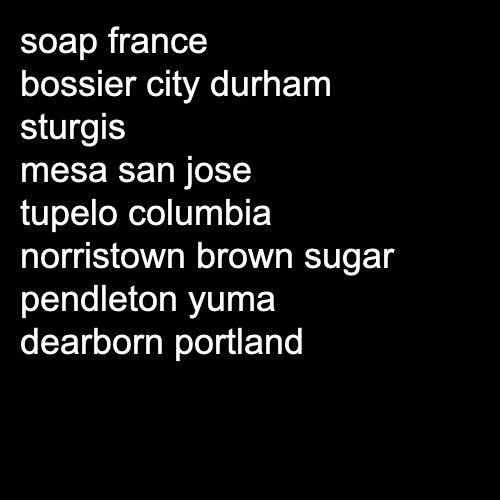 soap france
bossier city durham
sturgis
mesa san jose
tupelo columbia
norristown brown sugar
pendleton yuma
dearborn portland